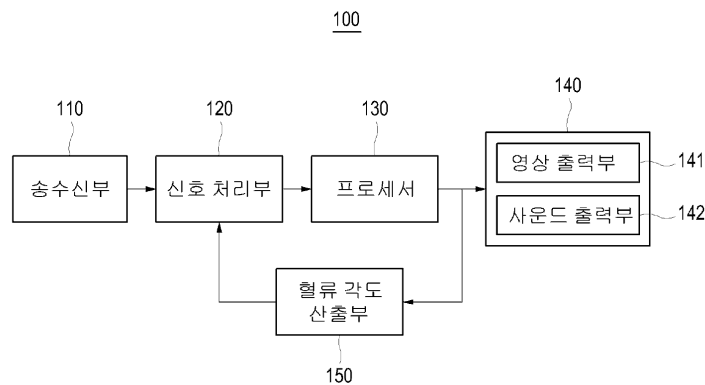 100
110
120
130
140
송수신부
신호 처리부
프로세서
영상 출력부
141
사운드 출력부
142
혈류 각도
산출부
150